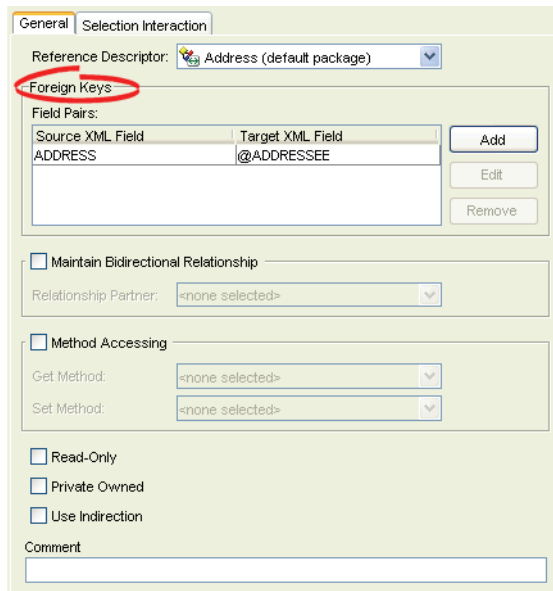 General Selection Interaction
Reference Descriptor: Address (default package)
Foreign Keys
Field Pairs:
Source XML Field Target XML Field
ADDRESS @ADDRESSEE
Add
Edit
Remove
Maintain Bidirectional Relationship
Relationship Partner: <none selected>
Method Accessing
Get Method: <none selected>
Set Method: <none selected>
Read-Only
Private Owned
Use Indirection
Comment